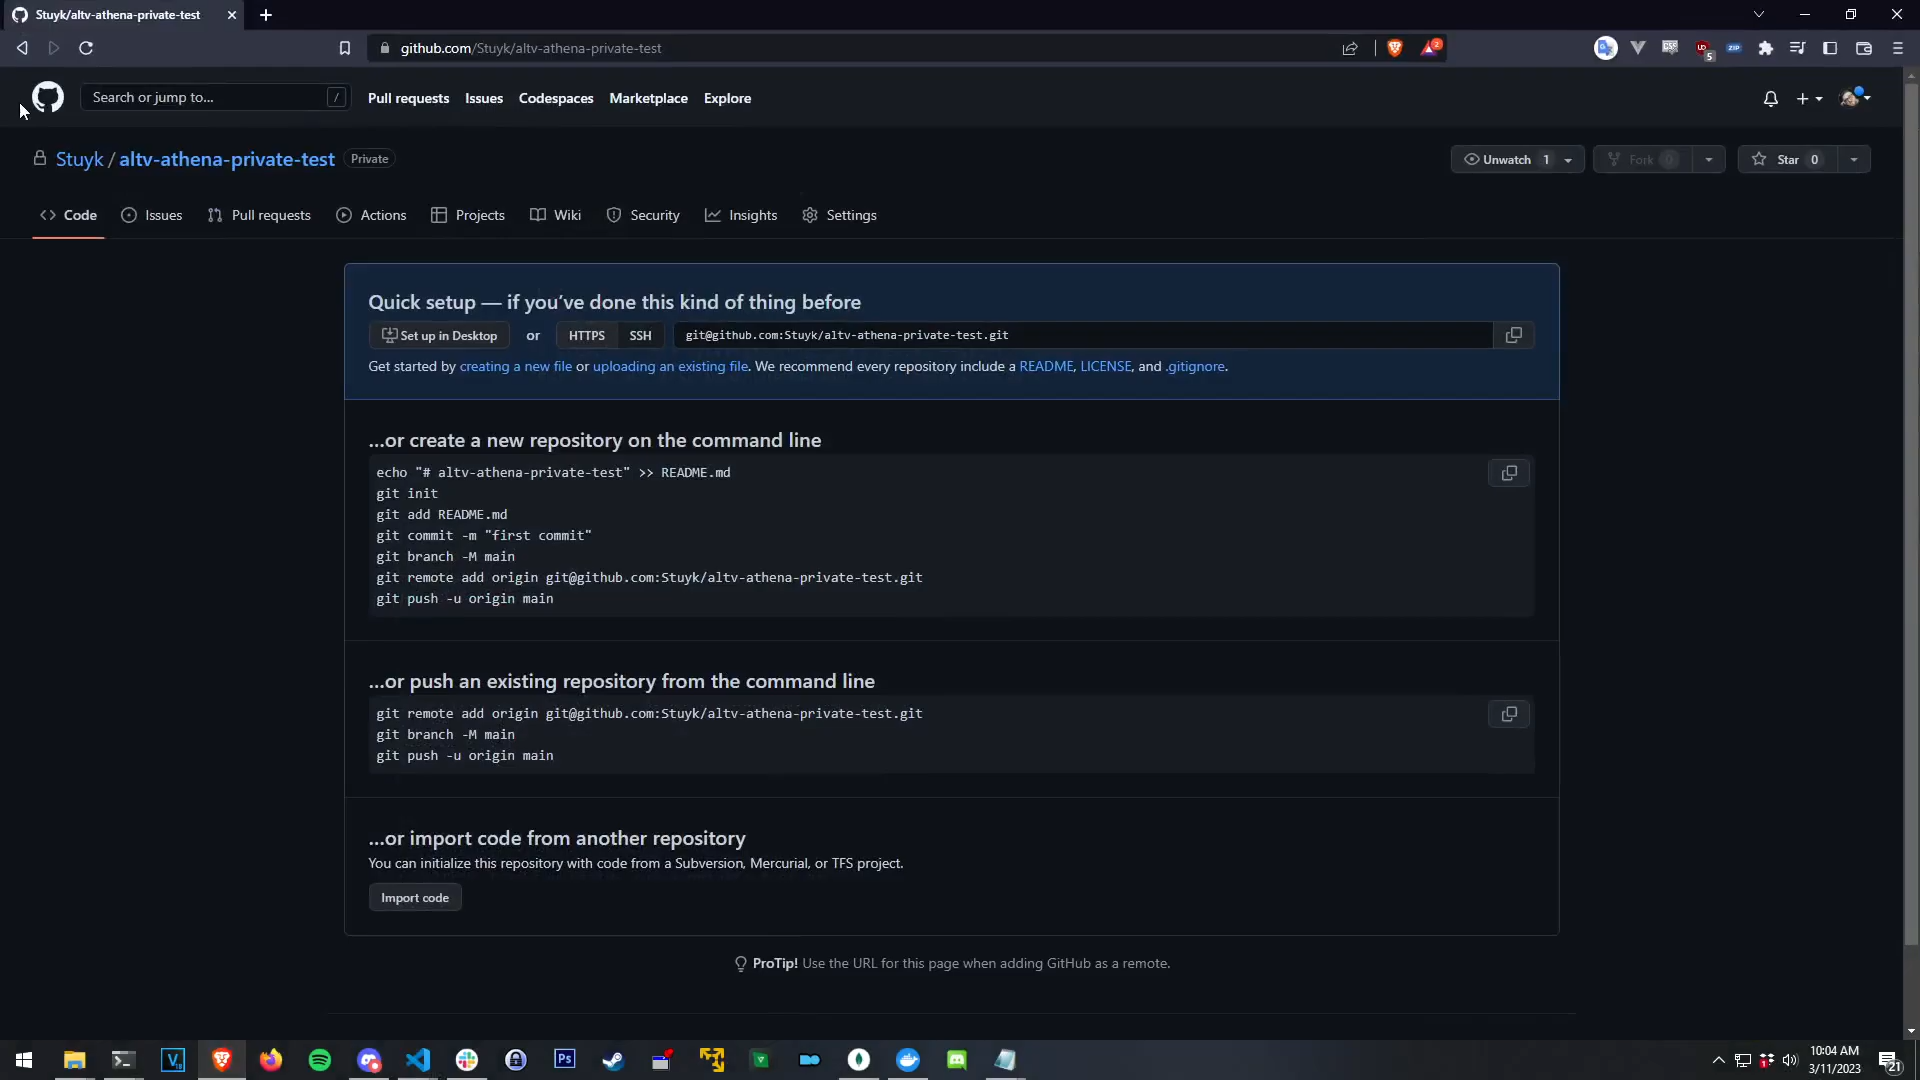 Stuyk/altv-athena-private-test
github.com/Stuyk/altv-athena-private-test
2
5
ZIP
Search or jump to...
/
Pull requests
Issues
Codespaces
Marketplace
Explore
Stuyk / altv-athena-private-test
Private
Unwatch 1
Fork 0
Star 0
Code
Issues
Pull requests
Actions
Projects
Wiki
Security
Insights
Settings
Quick setup — if you’ve done this kind of thing before
Set up in Desktop
or
HTTPS
SSH
git@github.com:Stuyk/altv-athena-private-test.git
Get started by creating a new file or uploading an existing file. We recommend every repository include a README, LICENSE, and .gitignore.
…or create a new repository on the command line
echo "# altv-athena-private-test" >> README.md
git init
git add README.md
git commit -m "first commit"
git branch -M main
git remote add origin git@github.com:Stuyk/altv-athena-private-test.git
git push -u origin main
…or push an existing repository from the command line
git remote add origin git@github.com:Stuyk/altv-athena-private-test.git
git branch -M main
git push -u origin main
…or import code from another repository
You can initialize this repository with code from a Subversion, Mercurial, or TFS project.
Import code
ProTip! Use the URL for this page when adding GitHub as a remote.
Ps
10:04 AM
3/11/2023
21